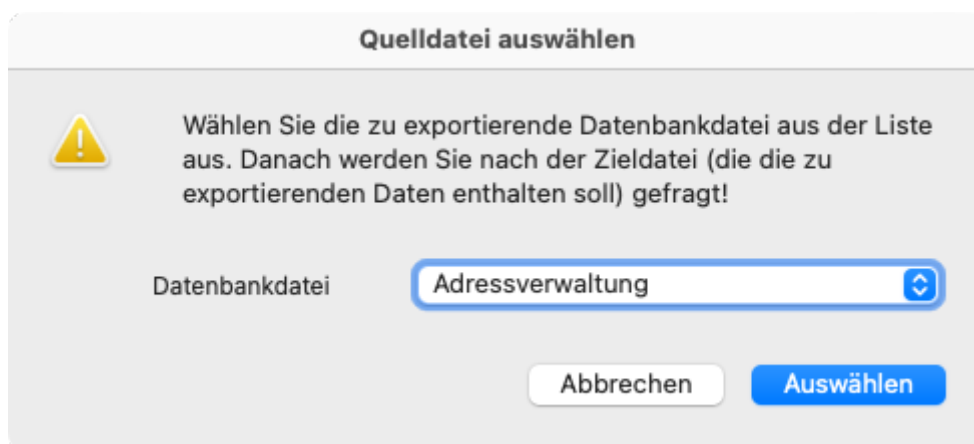 Quelldatei auswählen
Wählen Sie die zu exportierende Datenbankdatei aus der Liste
aus. Danach werden Sie nach der Zieldatei (die die zu
exportierenden Daten enthalten soll) gefragt!
Datenbankdatei
Adressverwaltung
Abbrechen
Auswählen